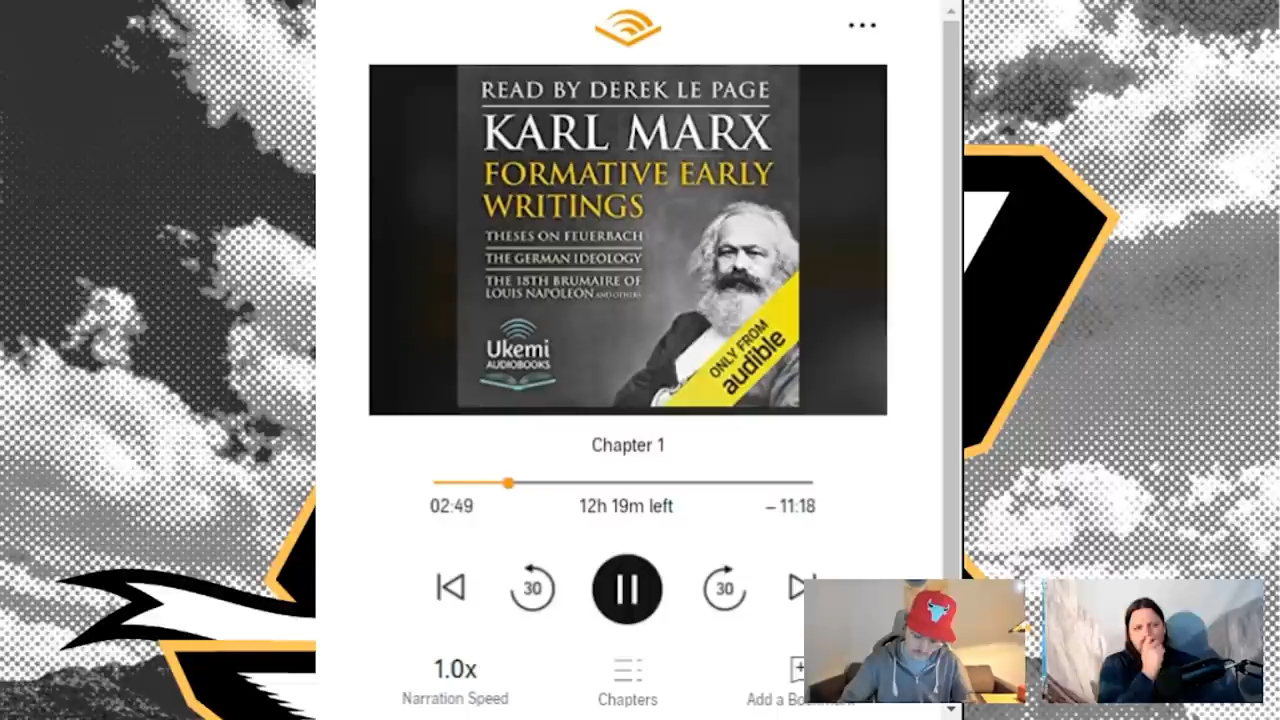 READ BY DEREK LE PAGE
KARL MARX
FORMATIVE EARLY
WRITINGS
THESES ON FEUERBACH
THE GERMAN IDEOLOGY
THE 18TH BRUMAIRE OF
LOUIS NAPOLEON AND OTHERS
Ukemi
AUDIOBOOKS
ONLY FROM
audible
Chapter 1
02:49
12h 19m left
– 11:18
30
30
1.0x
Narration Speed
Chapters
Add a